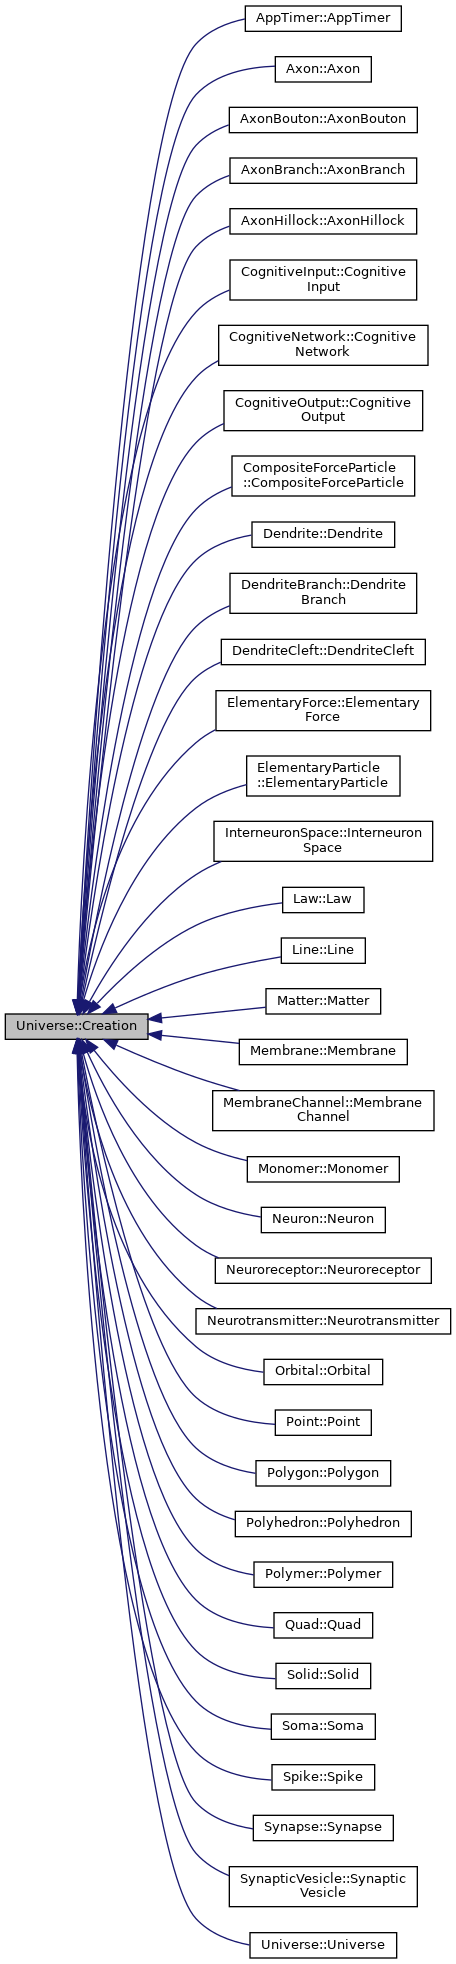 AppTimer::AppTimer
Axon::Axon
AxonBouton::AxonBouton
AxonBranch::AxonBranch
AxonHillock::AxonHillock
CognitiveInput::Cognitive
Input
CognitiveNetwork::Cognitive
Network
CognitiveOutput::Cognitive
Output
CompositeForceParticle
::CompositeForceParticle
Dendrite::Dendrite
DendriteBranch::Dendrite
Branch
DendriteCleft::DendriteCleft
ElementaryForce::Elementary
Force
ElementaryParticle
::ElementaryParticle
InterneuronSpace::Interneuron
Space
Law::Law
Line::Line
Matter::Matter
Universe::Creation
Membrane::Membrane
MembraneChannel::Membrane
Channel
Monomer::Monomer
Neuron::Neuron
Neuroreceptor::Neuroreceptor
Neurotransmitter::Neurotransmitter
Orbital::Orbital
Point::Point
Polygon::Polygon
Polyhedron::Polyhedron
Polymer::Polymer
Quad::Quad
Solid::Solid
Soma::Soma
Spike::Spike
Synapse::Synapse
SynapticVesicle::Synaptic
Vesicle
Universe::Universe